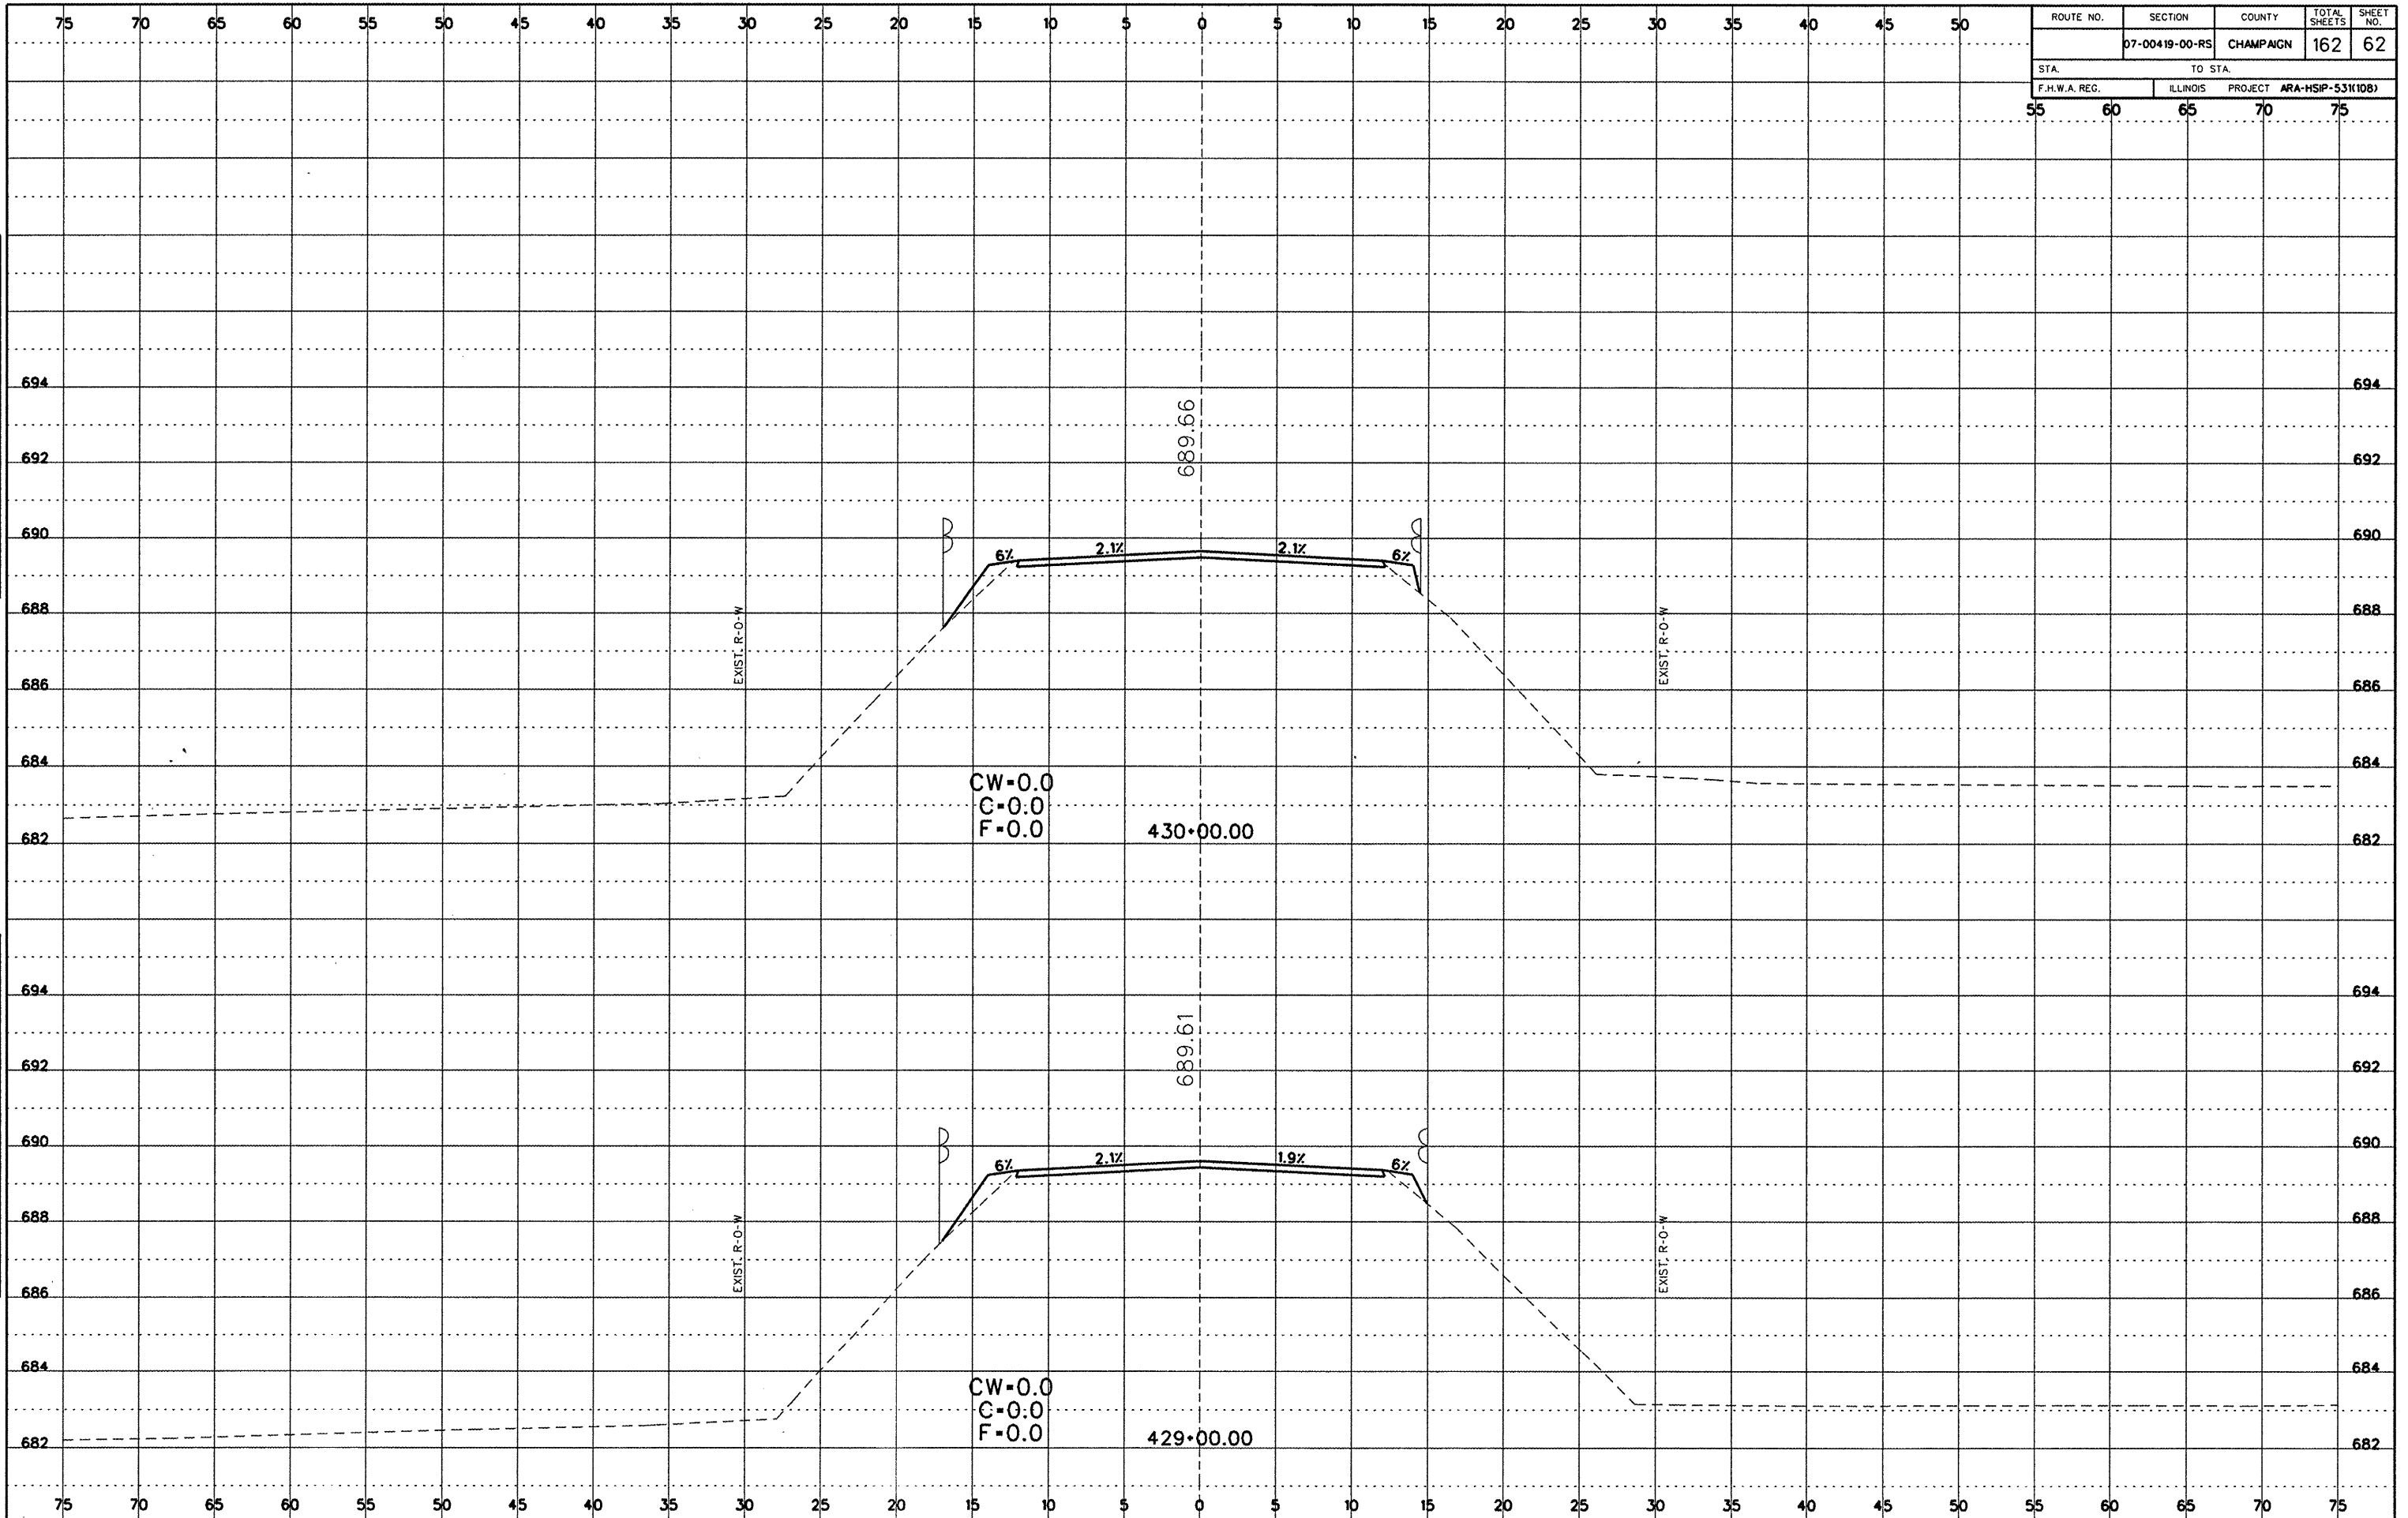 75 70 65 60 55 50 45 40 35 30 25 20 15 10 5 0 5 10 15 20 25 30 35 40 45 50
ROUTE NO. SECTION COUNTY TOTAL SHEETS SHEET NO.
07-00419-00-RS CHAMPAIGN 162 62
STA. TO STA.
F.H.W.A. REG. ILLINOIS PROJECT ARA-HSIP-531(108)
55 60 65 70 75
694 694
689.66
692 692
690 690
6% 2.1% 2.1% 6%
688 688
EXIST. R-O-W EXIST. R-O-W
686 686
684 684
CW=0.0
C=0.0
F=0.0 430+00.00
682 682
694 694
689.61
692 692
690 690
6% 2.1% 1.9% 6%
688 688
EXIST. R-O-W EXIST. R-O-W
686 686
684 684
CW=0.0
C=0.0
F=0.0 429+00.00
682 682
75 70 65 60 55 50 45 40 35 30 25 20 15 10 5 0 5 10 15 20 25 30 35 40 45 50 55 60 65 70 75